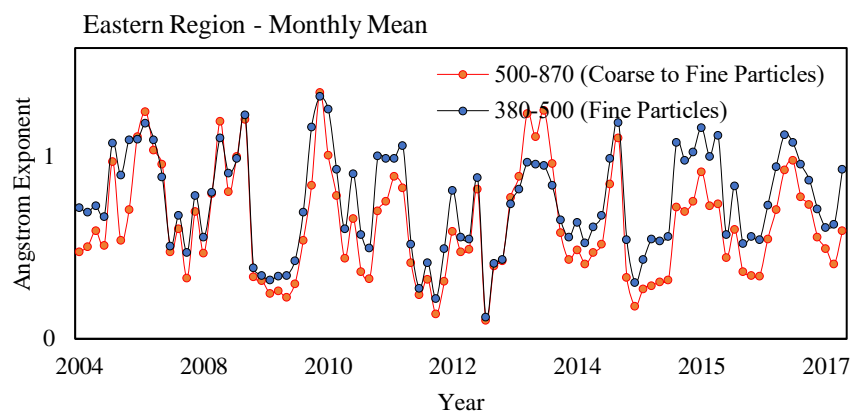 Eastern Region - Monthly Mean
500-870 (Coarse to Fine Particles)
380-500 (Fine Particles)
1
Angstrom Exponent
0
2004 2008 2010 2012 2014 2015 2017
Year